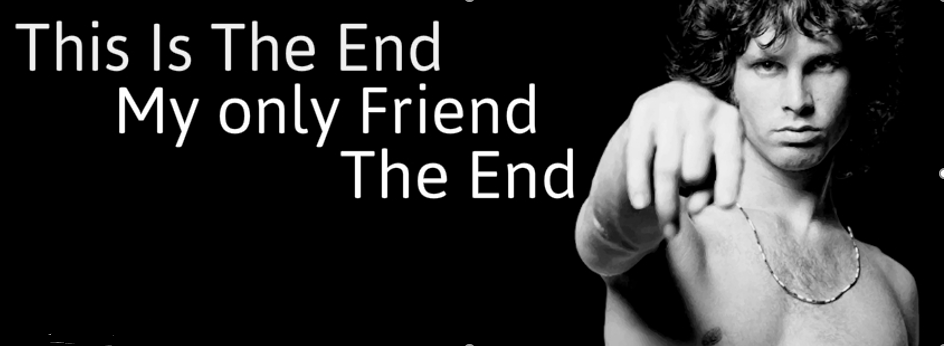 This Is The End
My only Friend
The End